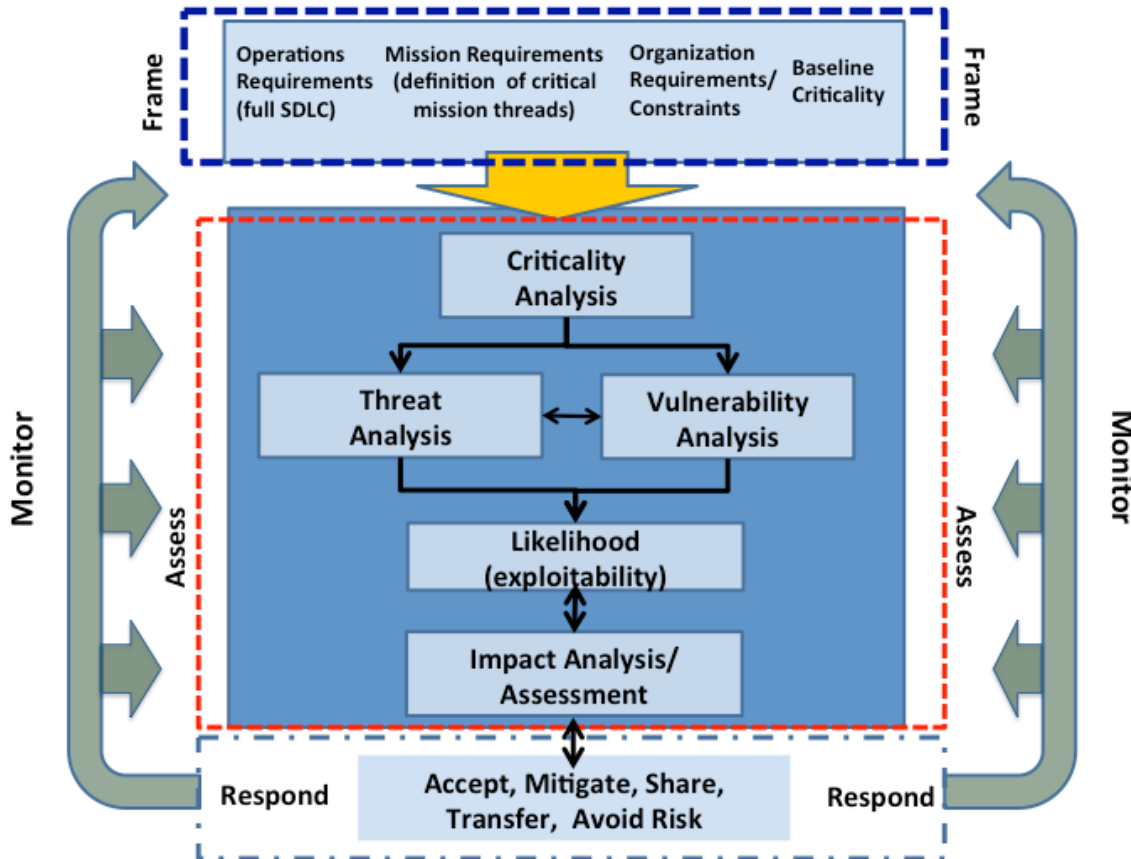 Frame
Operations
Requirements
(full SDLC)
Mission Requirements
(definition of critical
mission threads)
Organization
Requirements/
Constraints
Baseline
Criticality
Frame
Criticality
Analysis
Threat
Analysis
Vulnerability
Analysis
Monitor
Assess
Likelihood
(exploitability)
Assess
Monitor
Impact Analysis/
Assessment
Respond
Accept, Mitigate, Share,
Transfer, Avoid Risk
Respond